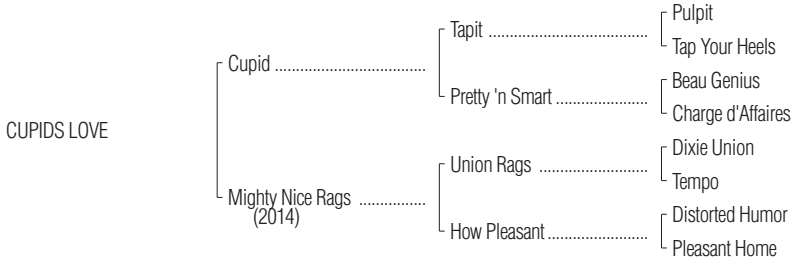 CUPIDS LOVE
Cupid ....................................
Mighty Nice Rags ................
(2014)
Tapit ......................................
Pretty 'n Smart ......................
Union Rags ..........................
How Pleasant ........................
Pulpit
Tap Your Heels
Beau Genius
Charge d'Affaires
Dixie Union
Tempo
Distorted Humor
Pleasant Home